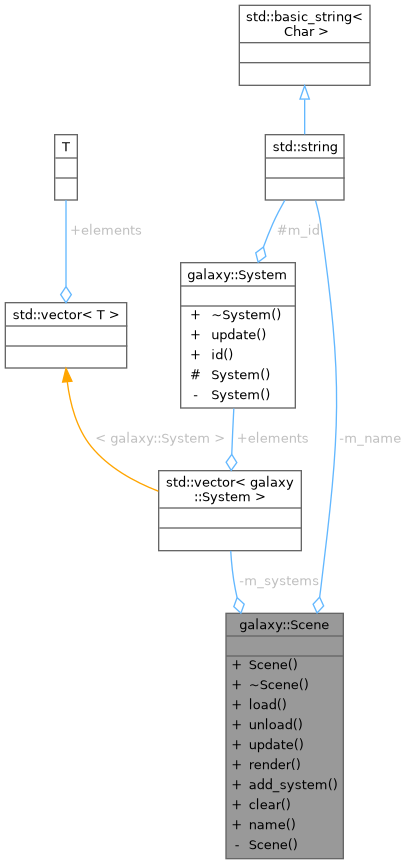 std::basic_string<
Char >
T
std::string
+elements
#m_id
std::vector< T >
galaxy::System
+ ~System()
+ update()
+ id()
# System()
- System()
< galaxy::System >
+elements
-m_name
std::vector< galaxy
::System >
-m_systems
galaxy::Scene
+ Scene()
+ ~Scene()
+ load()
+ unload()
+ update()
+ render()
+ add_system()
+ clear()
+ name()
- Scene()